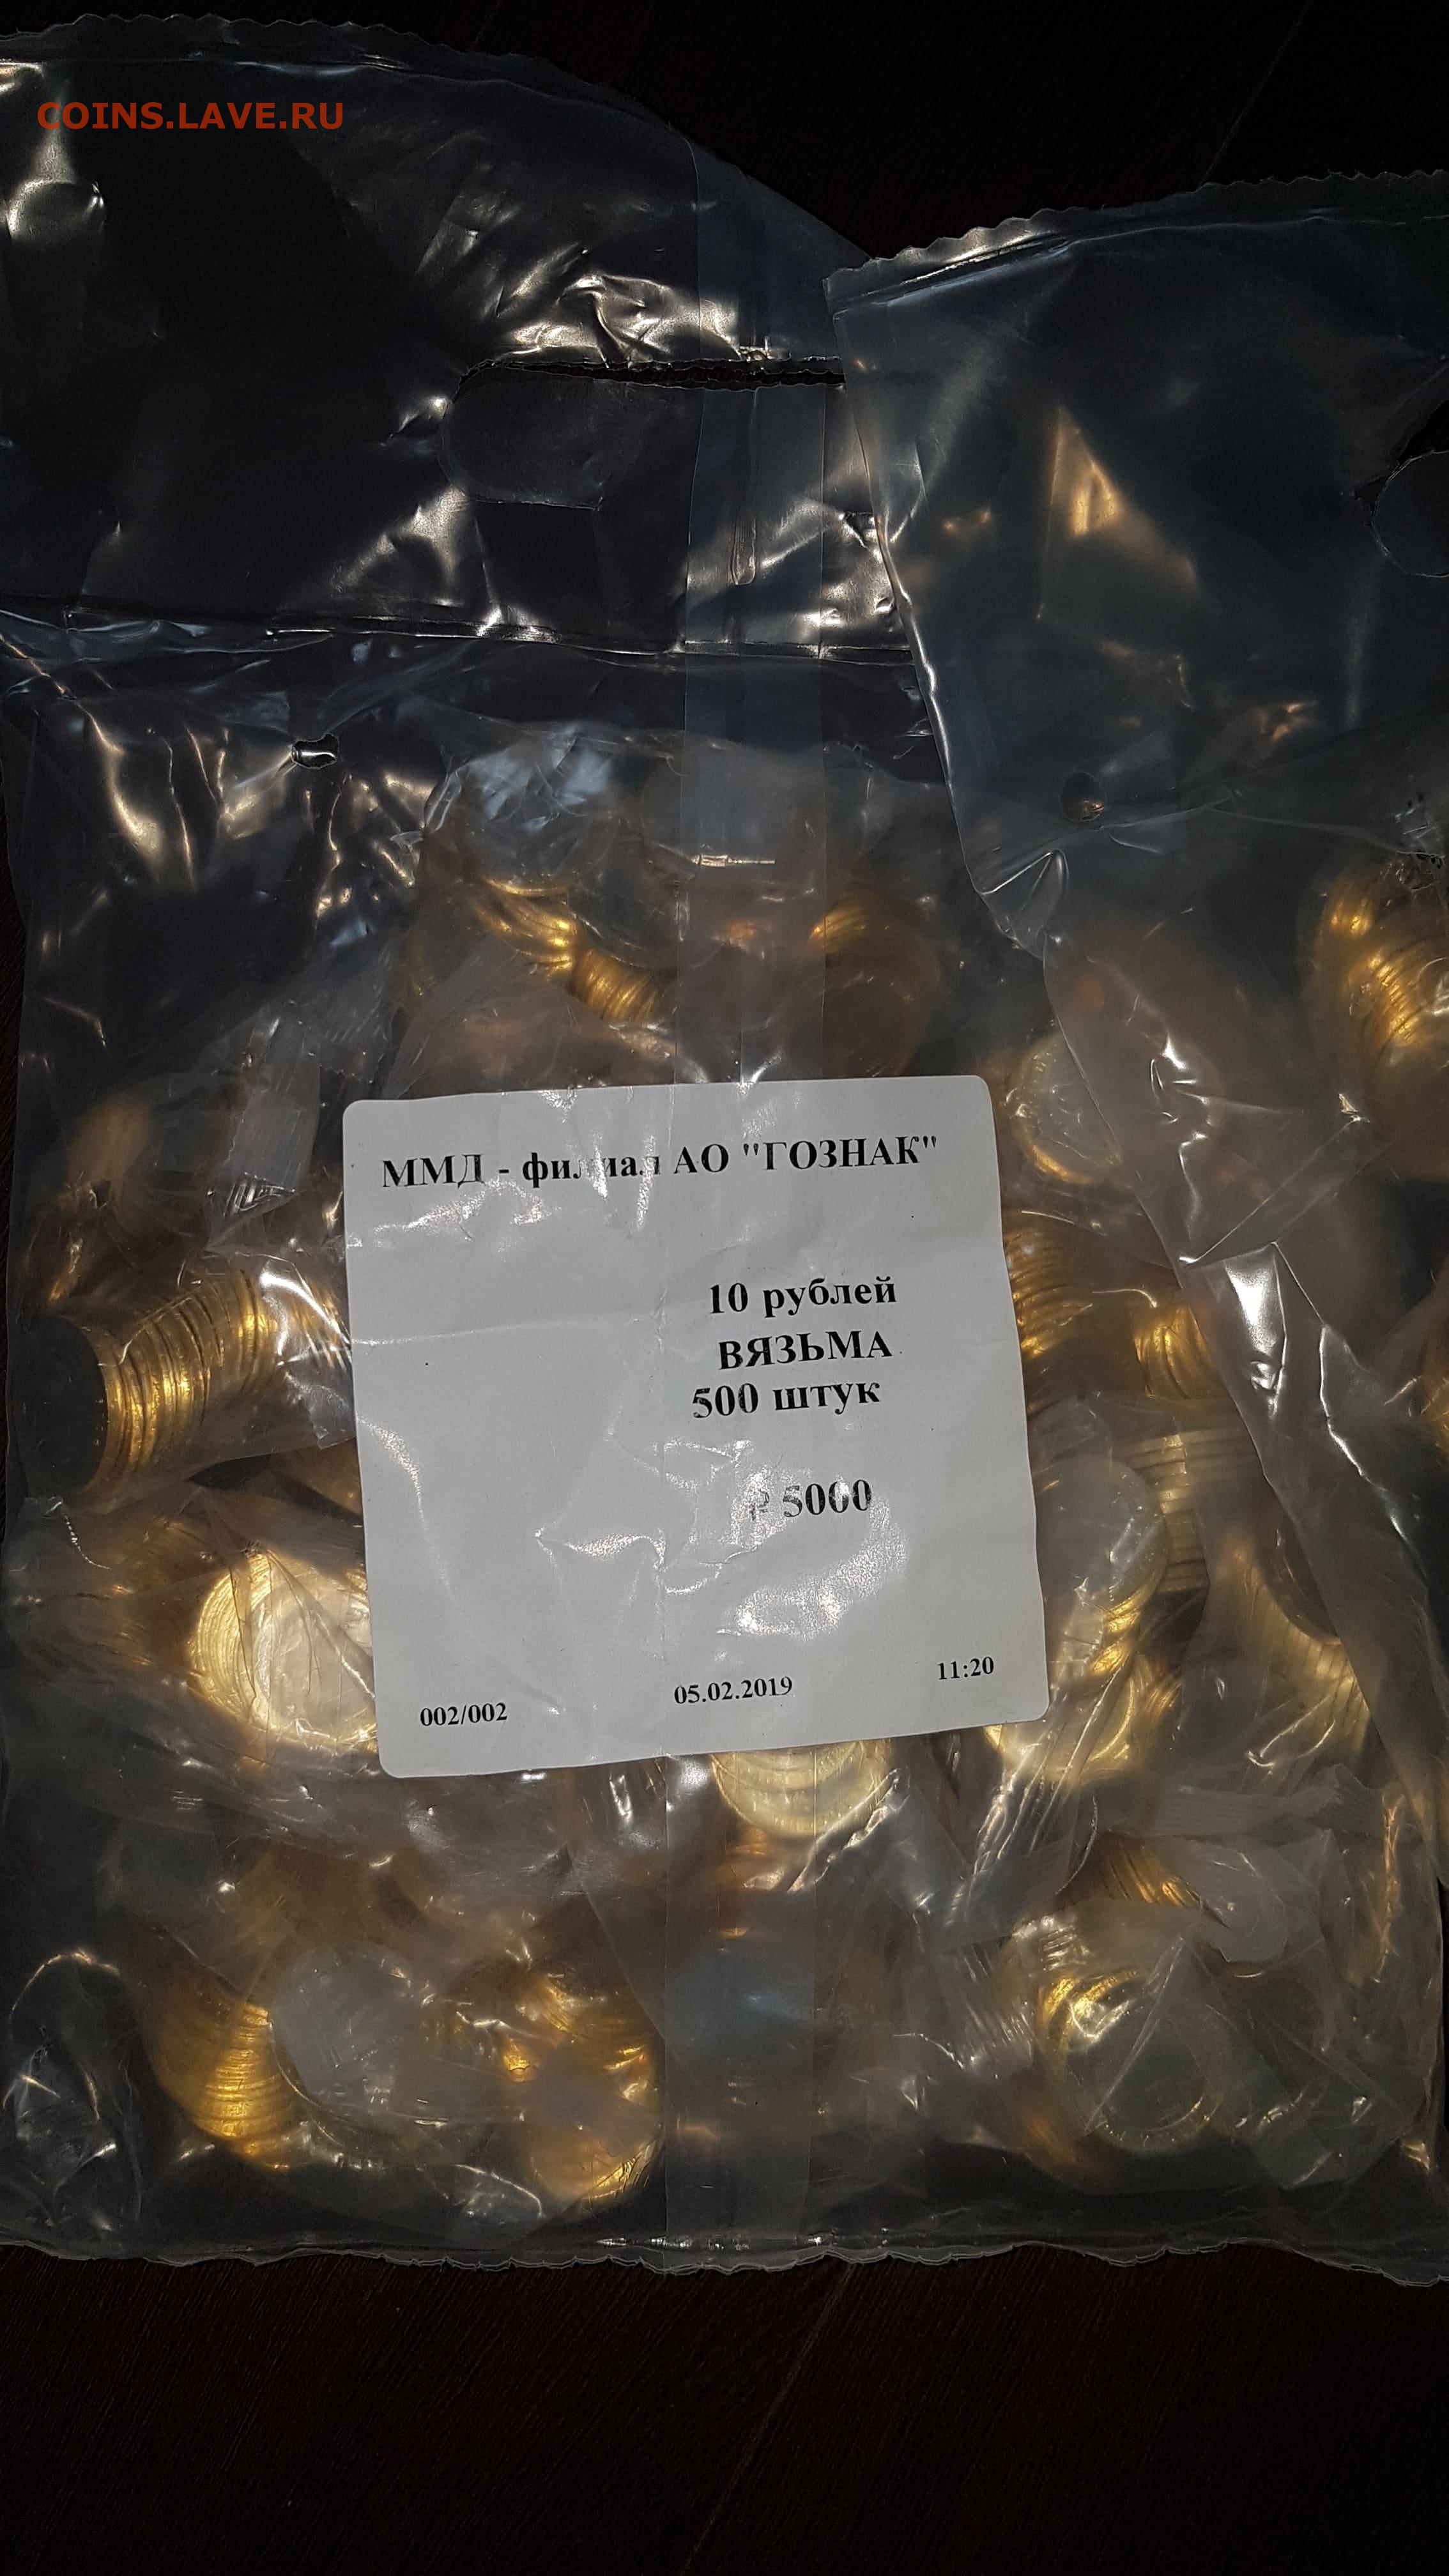 COINS.LAVE.RU
ММД - филиал АО "ГОЗНАК"
10 рублей
ВЯЗЬМА
500 штук
₽ 5000
002/002 05.02.2019 11:20